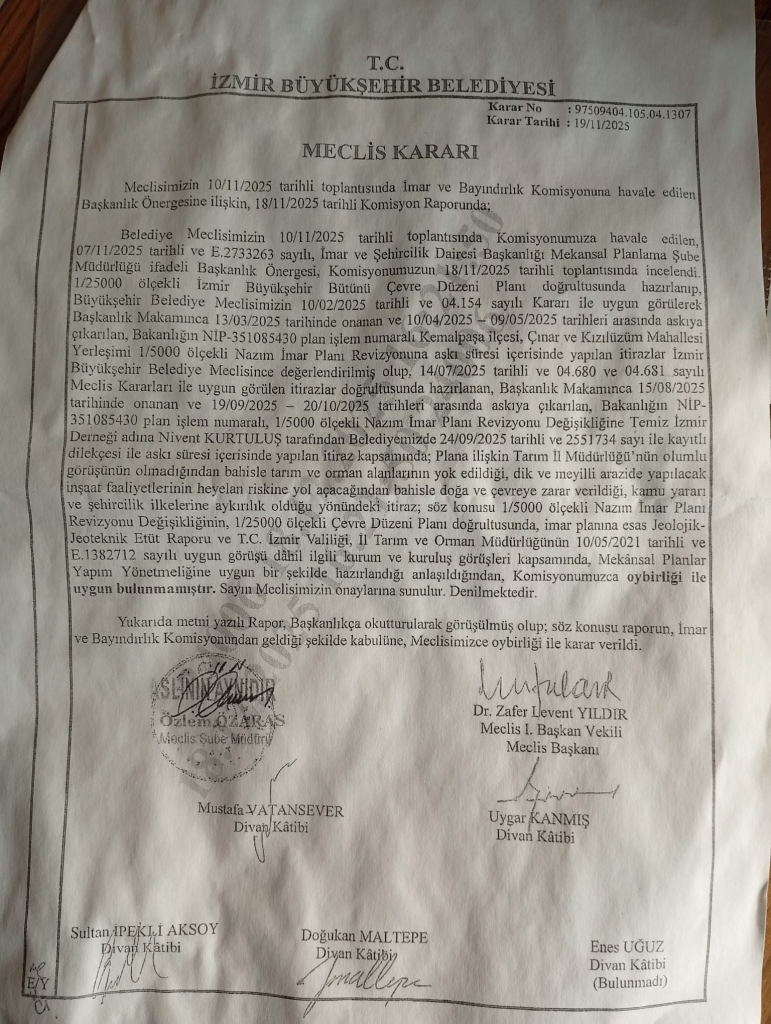 T.C.
İZMİR BÜYÜKŞEHİR BELEDİYESİ
Karar No : 97509404.105.04.1307
Karar Tarihi : 19/11/2025
MECLİS KARARI
Meclisimizin 10/11/2025 tarihli toplantısında İmar ve Bayındırlık Komisyonuna havale edilen
Başkanlık Önergesine ilişkin, 18/11/2025 tarihli Komisyon Raporunda;
Belediye Meclisimizin 10/11/2025 tarihli toplantısında Komisyonumuza havale edilen,
07/11/2025 tarihli ve E.2733263 sayılı, İmar ve Şehircilik Dairesi Başkanlığı Mekansal Planlama Şube
Müdürlüğü ifadeli Başkanlık Önergesi, Komisyonumuzun 18/11/2025 tarihli toplantısında incelendi.
1/25000 ölçekli İzmir Büyükşehir Bütünü Çevre Düzeni Planı doğrultusunda hazırlanıp,
Büyükşehir Belediye Meclisimizin 10/02/2025 tarihli ve 04.154 sayılı Kararı ile uygun görülerek
Başkanlık Makamınca 13/03/2025 tarihinde onanan ve 10/04/2025 – 09/05/2025 tarihleri arasında askıya
çıkarılan, Bakanlığın NİP-351085430 plan işlem numaralı Kemalpaşa ilçesi, Çınar ve Kızılüzüm Mahallesi
Yerleşimi 1/5000 ölçekli Nazım İmar Planı Revizyonuna askı süresi içerisinde yapılan itirazlar İzmir
Büyükşehir Belediye Meclisince değerlendirilmiş olup, 14/07/2025 tarihli ve 04.680 ve 04.681 sayılı
Meclis Kararları ile uygun görülen itirazlar doğrultusunda hazırlanan, Başkanlık Makamınca 15/08/2025
tarihinde onanan ve 19/09/2025 – 20/10/2025 tarihleri arasında askıya çıkarılan, Bakanlığın NİP-
351085430 plan işlem numaralı, 1/5000 ölçekli Nazım İmar Planı Revizyonu Değişikliğine Temiz İzmir
Derneği adına Nivent KURTULUŞ tarafından Belediyemizde 24/09/2025 tarihli ve 2551734 sayı ile kayıtlı
dilekçesi ile askı süresi içerisinde yapılan itiraz kapsamında; Plana ilişkin Tarım İl Müdürlüğü'nün olumlu
görüşünün olmadığından bahisle tarım ve orman alanlarının yok edildiği, dik ve meyilli arazide yapılacak
inşaat faaliyetlerinin heyelan riskine yol açacağından bahisle doğa ve çevreye zarar verildiği, kamu yararı
ve şehircilik ilkelerine aykırılık olduğu yönündeki itiraz; söz konusu 1/5000 ölçekli Nazım İmar Planı
Revizyonu Değişikliğinin, 1/25000 ölçekli Çevre Düzeni Planı doğrultusunda, imar planına esas Jeolojik-
Jeoteknik Etüt Raporu ve T.C. İzmir Valiliği, İl Tarım ve Orman Müdürlüğünün 10/05/2021 tarihli ve
E.1382712 sayılı uygun görüşü dâhil ilgili kurum ve kuruluş görüşleri kapsamında, Mekânsal Planlar
Yapım Yönetmeliğine uygun bir şekilde hazırlandığı anlaşıldığından, Komisyonumuzca oybirliği ile
uygun bulunmamıştır. Sayın Meclisimizin onaylarına sunulur. Denilmektedir.
Yukarıda metni yazılı Rapor, Başkanlıkça okutturularak görüşülmüş olup; söz konusu raporun, İmar
ve Bayındırlık Komisyonundan geldiği şekilde kabulüne, Meclisimizce oybirliği ile karar verildi.
ASLININ AYNIDIR
Özlem ÖZARAS
Meclis Şube Müdürü
Dr. Zafer Levent YILDIR
Meclis I. Başkan Vekili
Meclis Başkanı
Mustafa VATANSEVER
Divan Kâtibi
Uygar KANMIŞ
Divan Kâtibi
Sultan İPEKLİ AKSOY
Divan Kâtibi
Doğukan MALTEPE
Divan Kâtibi
Enes UĞUZ
Divan Kâtibi
(Bulunmadı)
E/Y